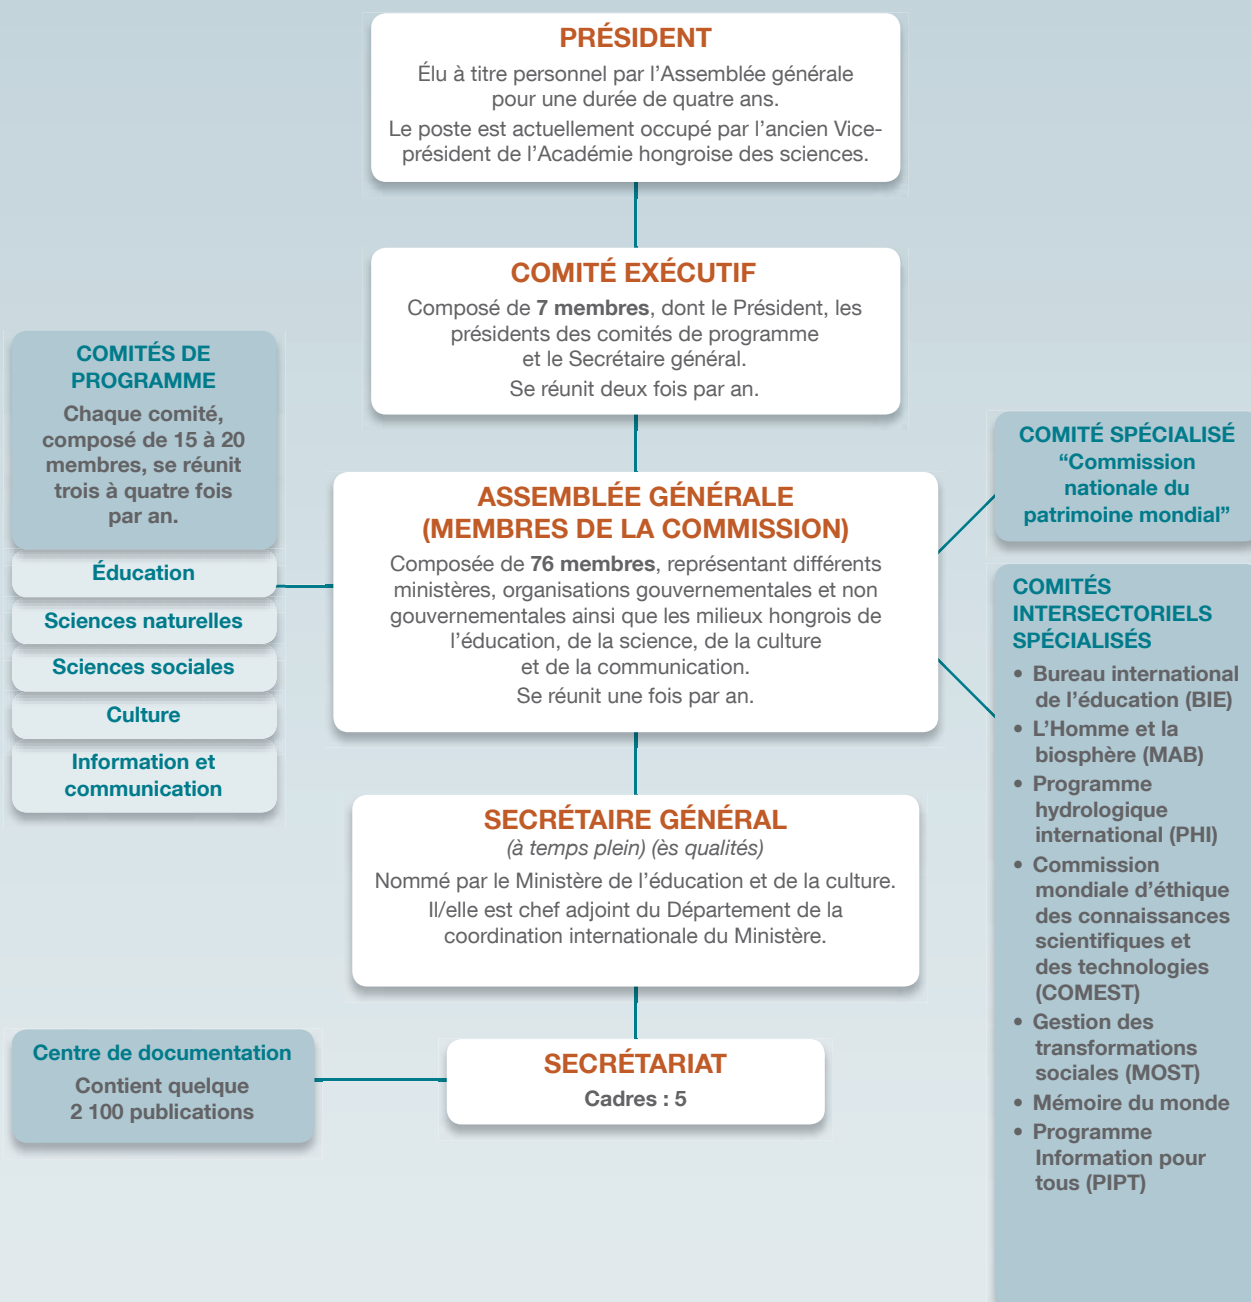 PRÉSIDENT
Élu à titre personnel par l’Assemblée générale
pour une durée de quatre ans.
Le poste est actuellement occupé par l’ancien Vice-
président de l’Académie hongroise des sciences.
COMITÉ EXÉCUTIF
Composé de 7 membres, dont le Président, les
présidents des comités de programme
et le Secrétaire général.
Se réunit deux fois par an.
COMITÉS DE
PROGRAMME
Chaque comité,
composé de 15 à 20
membres, se réunit
trois à quatre fois
par an.
Éducation
Sciences naturelles
Sciences sociales
Culture
Information et
communication
ASSEMBLÉE GÉNÉRALE
(MEMBRES DE LA COMMISSION)
Composée de 76 membres, représentant différents
ministères, organisations gouvernementales et non
gouvernementales ainsi que les milieux hongrois de
l’éducation, de la science, de la culture
et de la communication.
Se réunit une fois par an.
COMITÉ SPÉCIALISÉ
“Commission
nationale du
patrimoine mondial”
COMITÉS
INTERSECTORIELS
SPÉCIALISÉS
• Bureau international
de l’éducation (BIE)
• L’Homme et la
biosphère (MAB)
• Programme
hydrologique
international (PHI)
• Commission
mondiale d’éthique
des connaissances
scientifiques et
des technologies
(COMEST)
• Gestion des
transformations
sociales (MOST)
• Mémoire du monde
• Programme
Information pour
tous (PIPT)
SECRÉTAIRE GÉNÉRAL
(à temps plein) (ès qualités)
Nommé par le Ministère de l’éducation et de la culture.
Il/elle est chef adjoint du Département de la
coordination internationale du Ministère.
Centre de documentation
Contient quelque
2 100 publications
SECRÉTARIAT
Cadres : 5